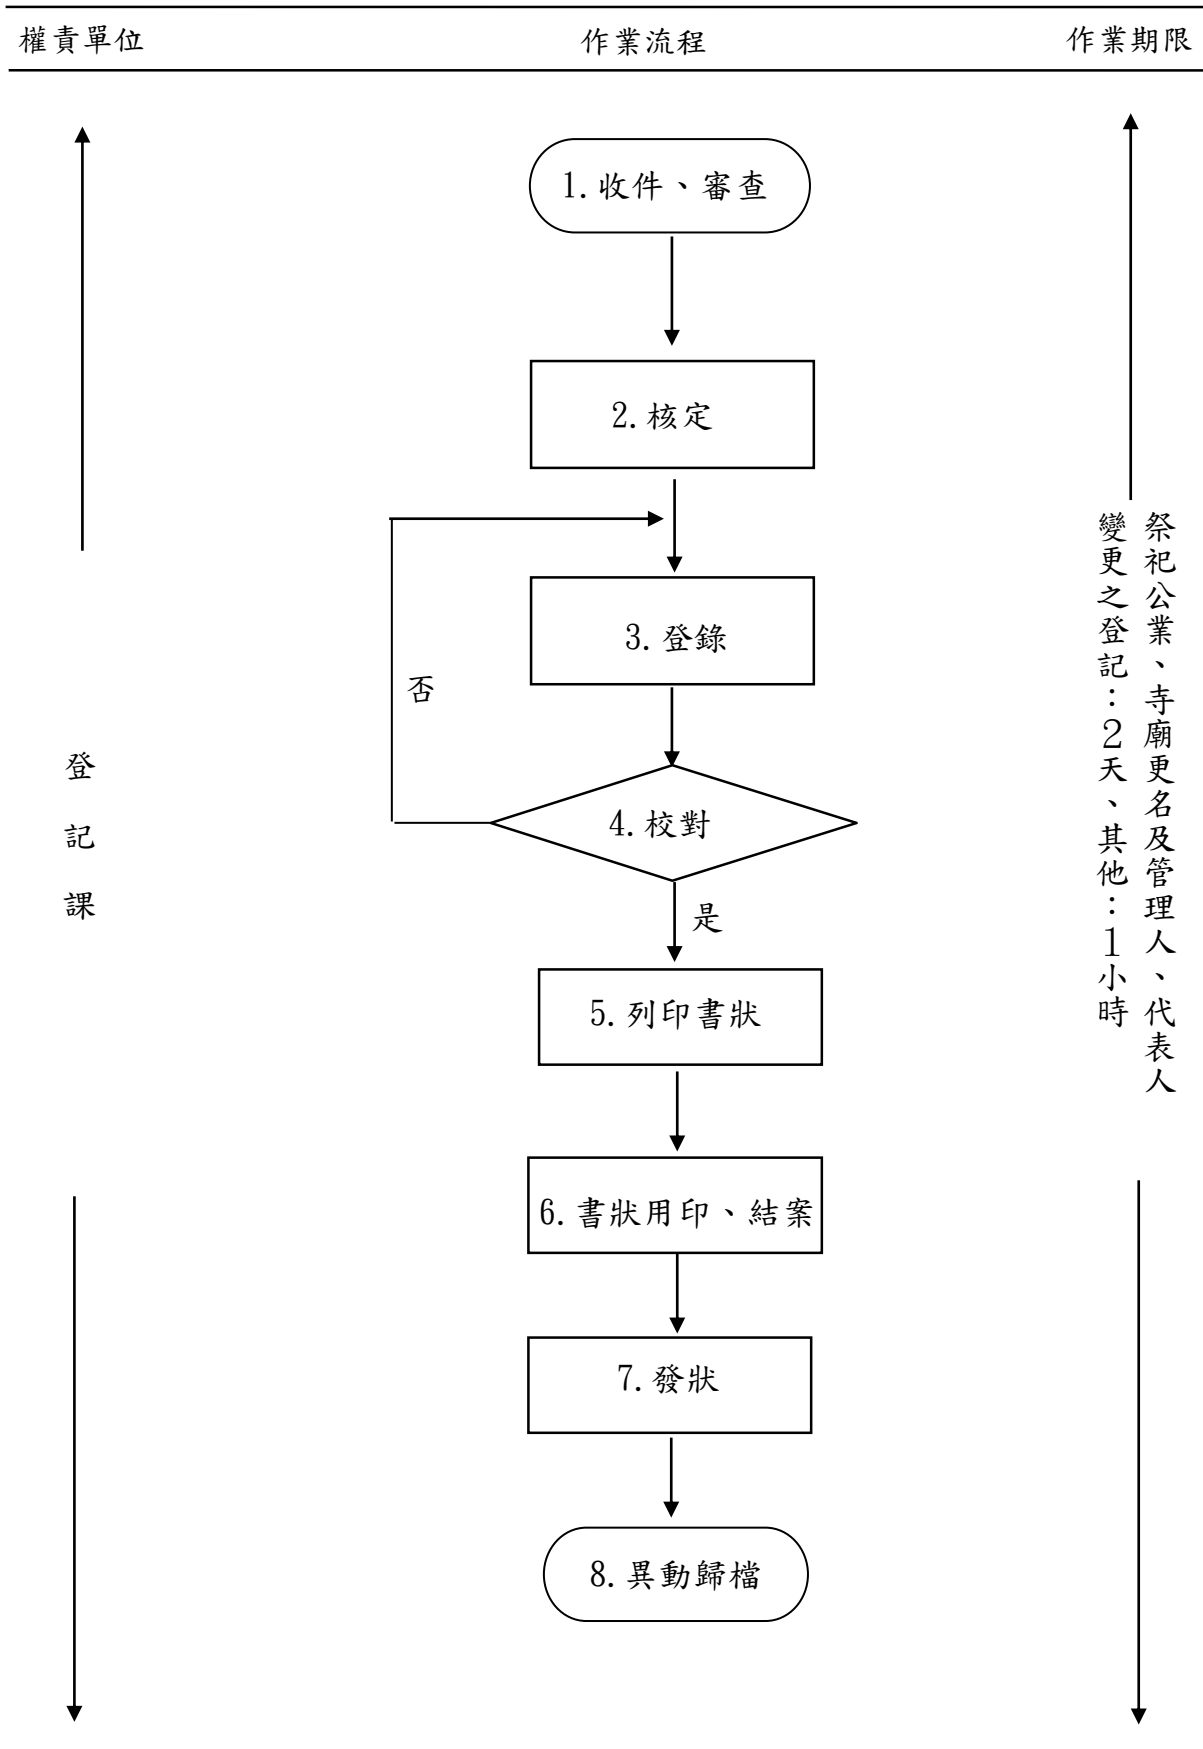 權責單位
作業流程
作業期限
1.收件、審查
2.核定
3.登錄
否
4.校對
是
5.列印書狀
6.書狀用印、結案
7.發狀
8.異動歸檔
登記課
祭祀公業、寺廟更名及管理人、代表人
變更之登記：2天、其他：1小時